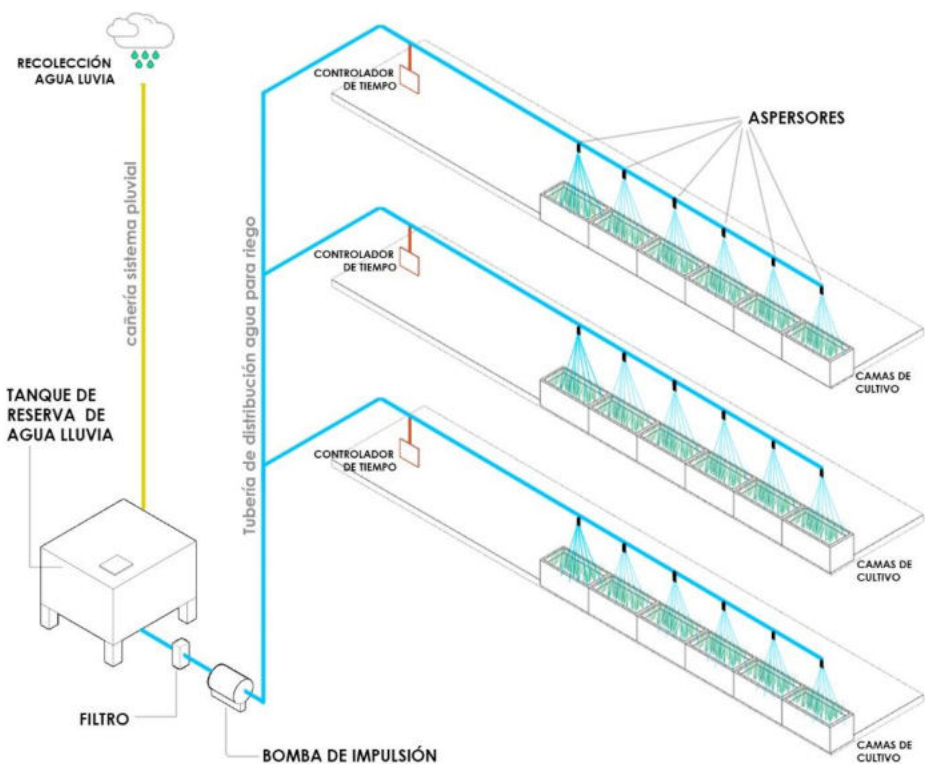 RECOLECCIÓN
AGUA LUVIA
cañería sistema pluvial
TANQUE DE
RESERVA DE
AGUA LLUVIA
FILTRO
BOMBA DE IMPULSIÓN
Tubería de distribución agua para riego
CONTROLADOR
DE TIEMPO
ASPERSORES
CAMAS DE
CULTIVO
CONTROLADOR
DE TIEMPO
CAMAS DE
CULTIVO
CONTROLADOR
DE TIEMPO
CAMAS DE
CULTIVO